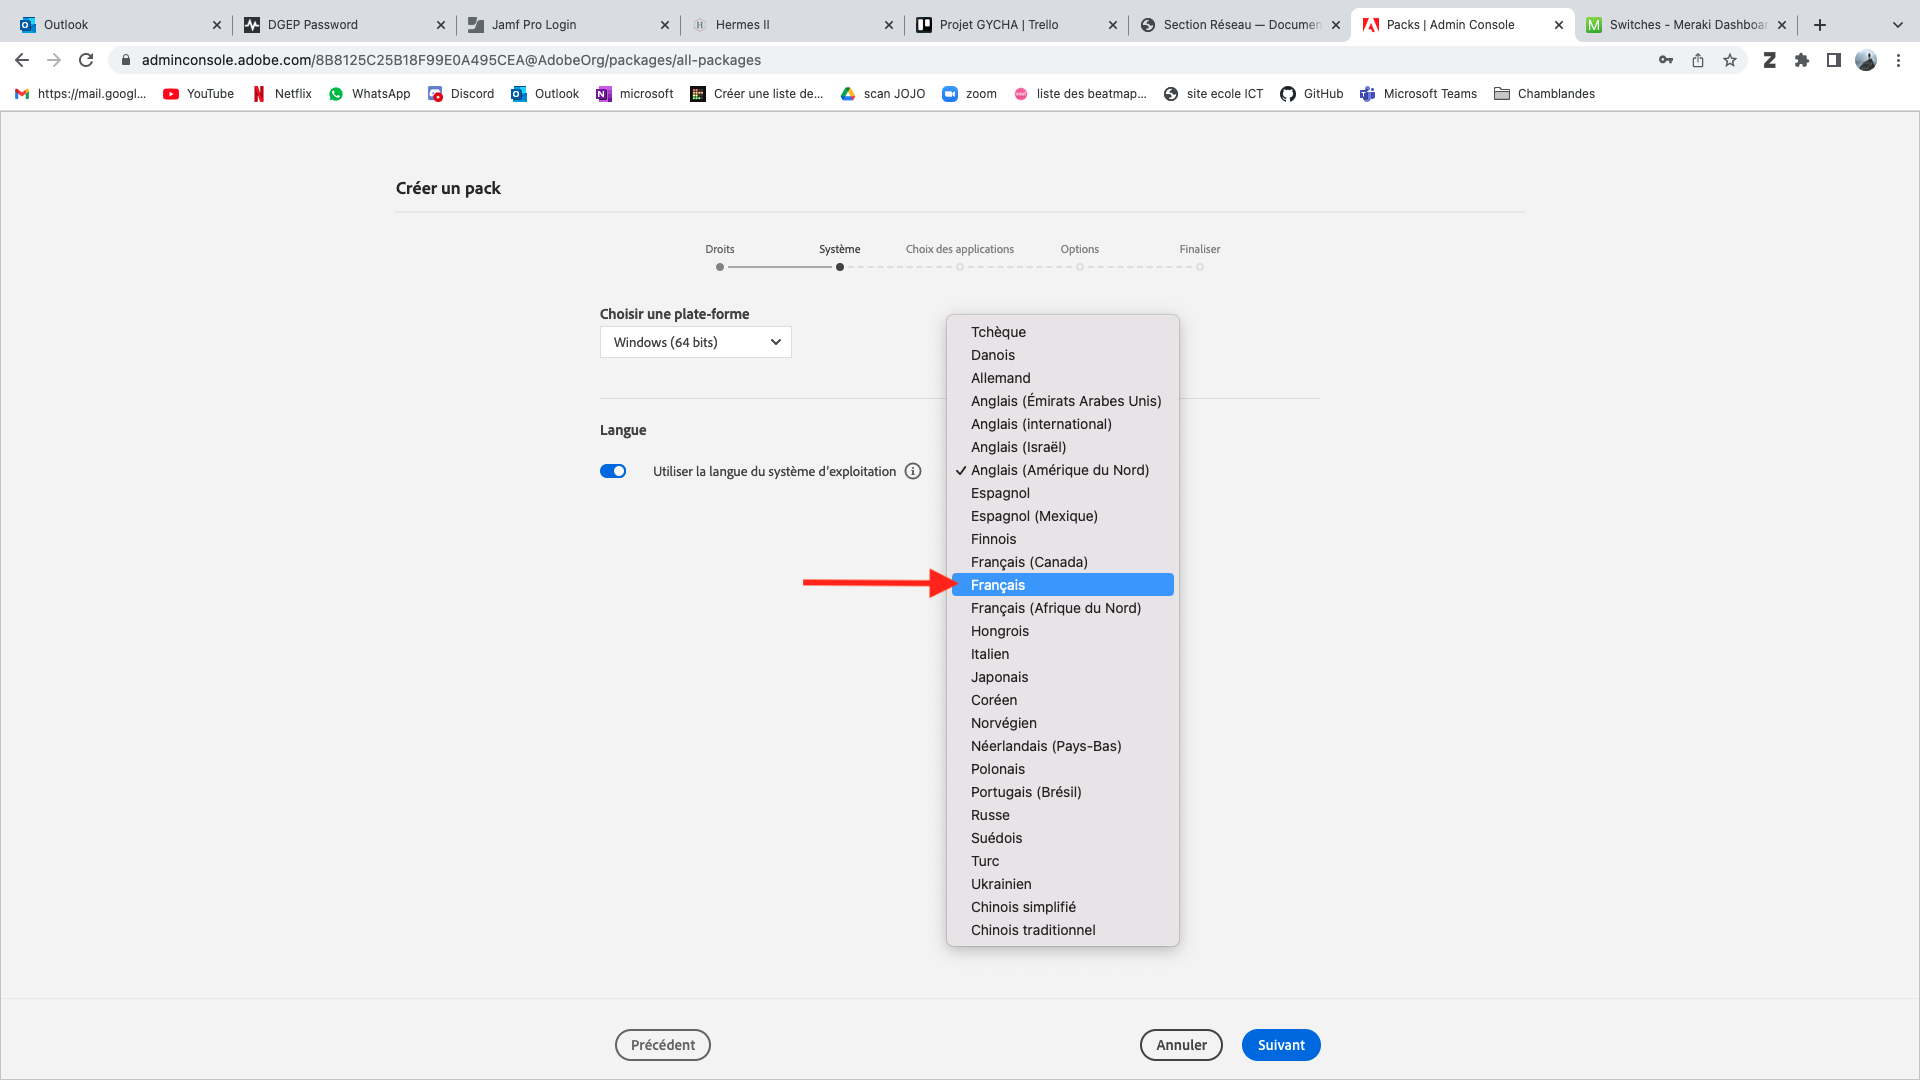 Outlook
DGEP Password
Jamf Pro Login
Hermes II
Projet GYCHA | Trello
Section Réseau — Documen
Packs | Admin Console
Switches - Meraki Dashboar
adminconsole.adobe.com/8B8125C25B18F99E0A495CEA@AdobeOrg/packages/all-packages
https://mail.googl...
YouTube
Netflix
WhatsApp
Discord
Outlook
microsoft
Créer une liste de...
scan JOJO
zoom
liste des beatmap...
site ecole ICT
GitHub
Microsoft Teams
Chamblandes
Créer un pack
Droits
Système
Choix des applications
Options
Finaliser
Choisir une plate-forme
Windows (64 bits)
Langue
Utiliser la langue du système d'exploitation
Tchèque
Danois
Allemand
Anglais (Émirats Arabes Unis)
Anglais (international)
Anglais (Israël)
✓ Anglais (Amérique du Nord)
Espagnol
Espagnol (Mexique)
Finnois
Français (Canada)
Français
Français (Afrique du Nord)
Hongrois
Italien
Japonais
Coréen
Norvégien
Néerlandais (Pays-Bas)
Polonais
Portugais (Brésil)
Russe
Suédois
Turc
Ukrainien
Chinois simplifié
Chinois traditionnel
Précédent
Annuler
Suivant